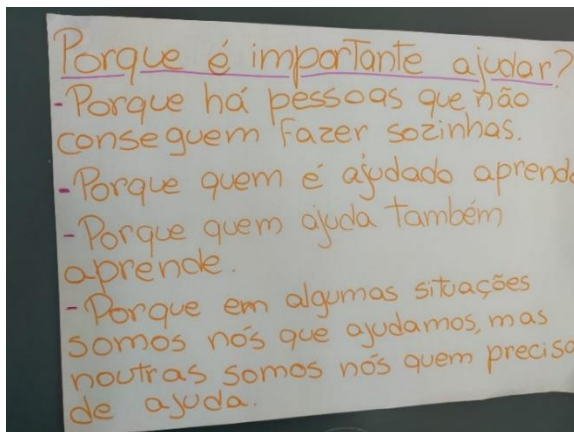 Porque é importante ajudar?
- Porque há pessoas que não
conseguem fazer sozinhas.
- Porque quem é ajudado aprende
- Porque quem ajuda também
aprende.
- Porque em algumas situações
somos nós que ajudamos, mas
noutras somos nós quem precisa
de ajuda.